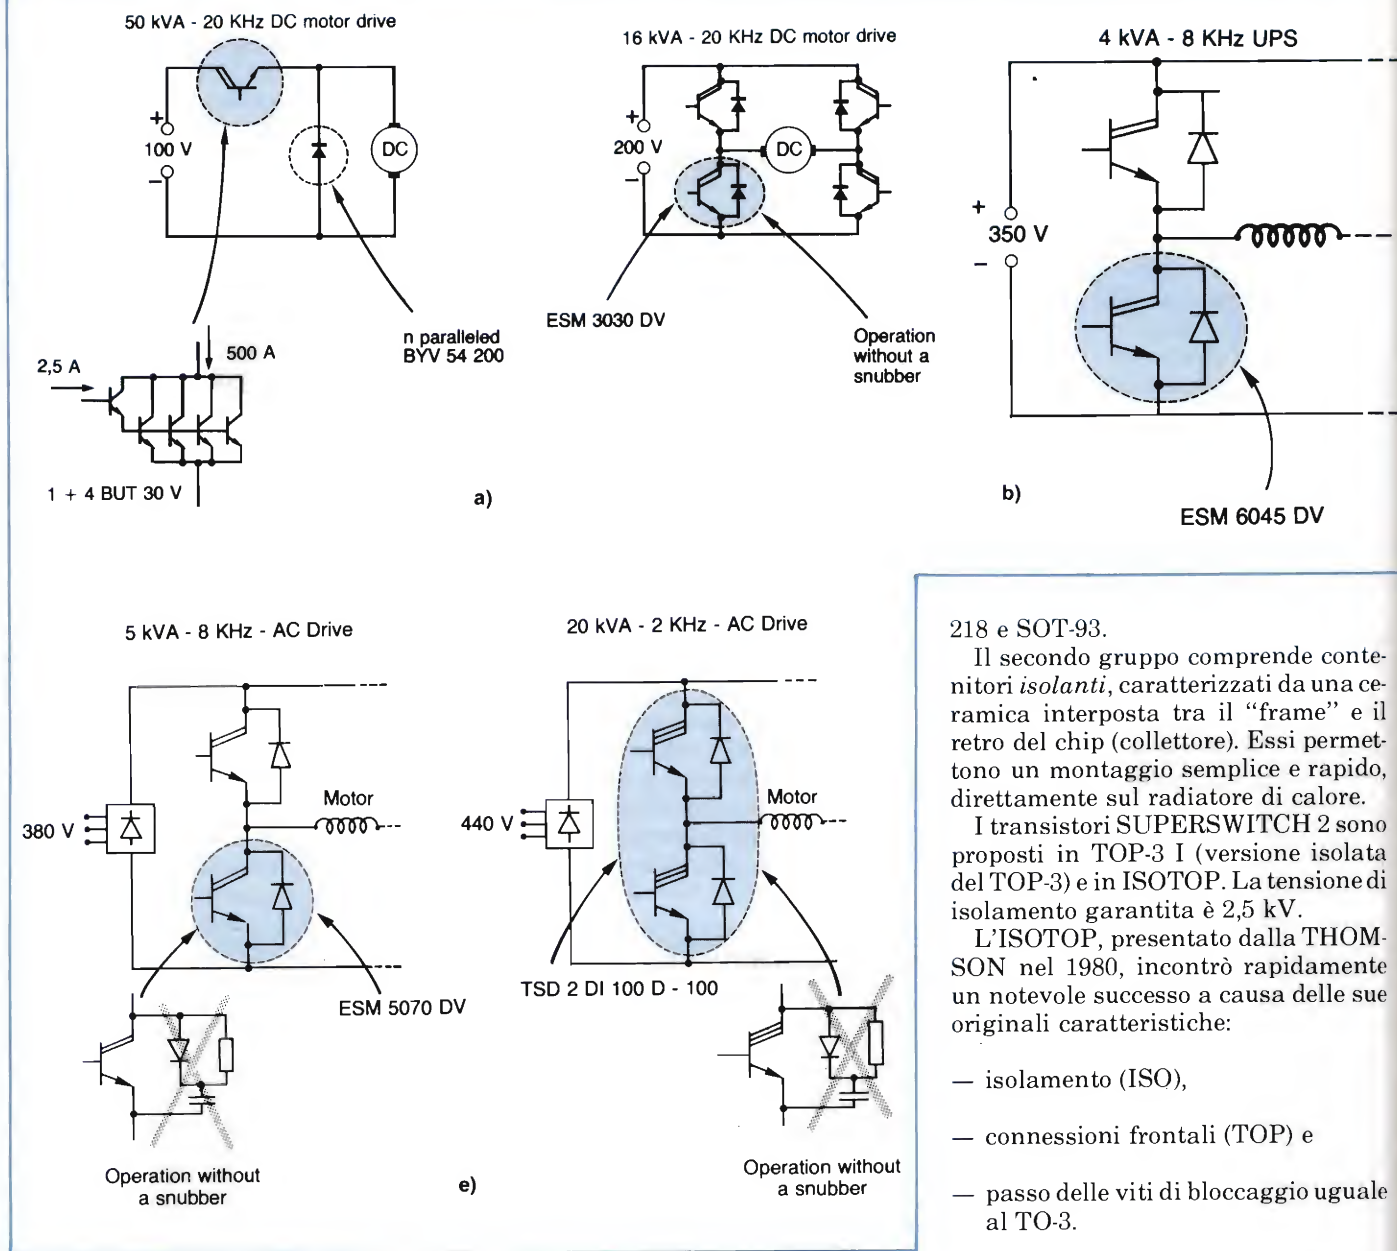 50 kVA - 20 KHz DC motor drive
+
100 V
−
DC
n paralleled
BYV 54 200
2,5 A
500 A
1 + 4 BUT 30 V
a)
16 kVA - 20 KHz DC motor drive
+
200 V
−
DC
ESM 3030 DV
Operation
without a
snubber
4 kVA - 8 KHz UPS
+
350 V
−
b)
ESM 6045 DV
5 kVA - 8 KHz - AC Drive
380 V
Motor
ESM 5070 DV
Operation without
a snubber
e)
20 kVA - 2 KHz - AC Drive
440 V
Motor
TSD 2 DI 100 D - 100
Operation without
a snubber
218 e SOT-93.
Il secondo gruppo comprende conte-
nitori isolanti, caratterizzati da una ce-
ramica interposta tra il “frame” e il
retro del chip (collettore). Essi permet-
tono un montaggio semplice e rapido,
direttamente sul radiatore di calore.
I transistori SUPERSWITCH 2 sono
proposti in TOP-3 I (versione isolata
del TOP-3) e in ISOTOP. La tensione di
isolamento garantita è 2,5 kV.
L'ISOTOP, presentato dalla THOM-
SON nel 1980, incontrò rapidamente
un notevole successo a causa delle sue
originali caratteristiche:
— isolamento (ISO),
— connessioni frontali (TOP) e
— passo delle viti di bloccaggio uguale
al TO-3.